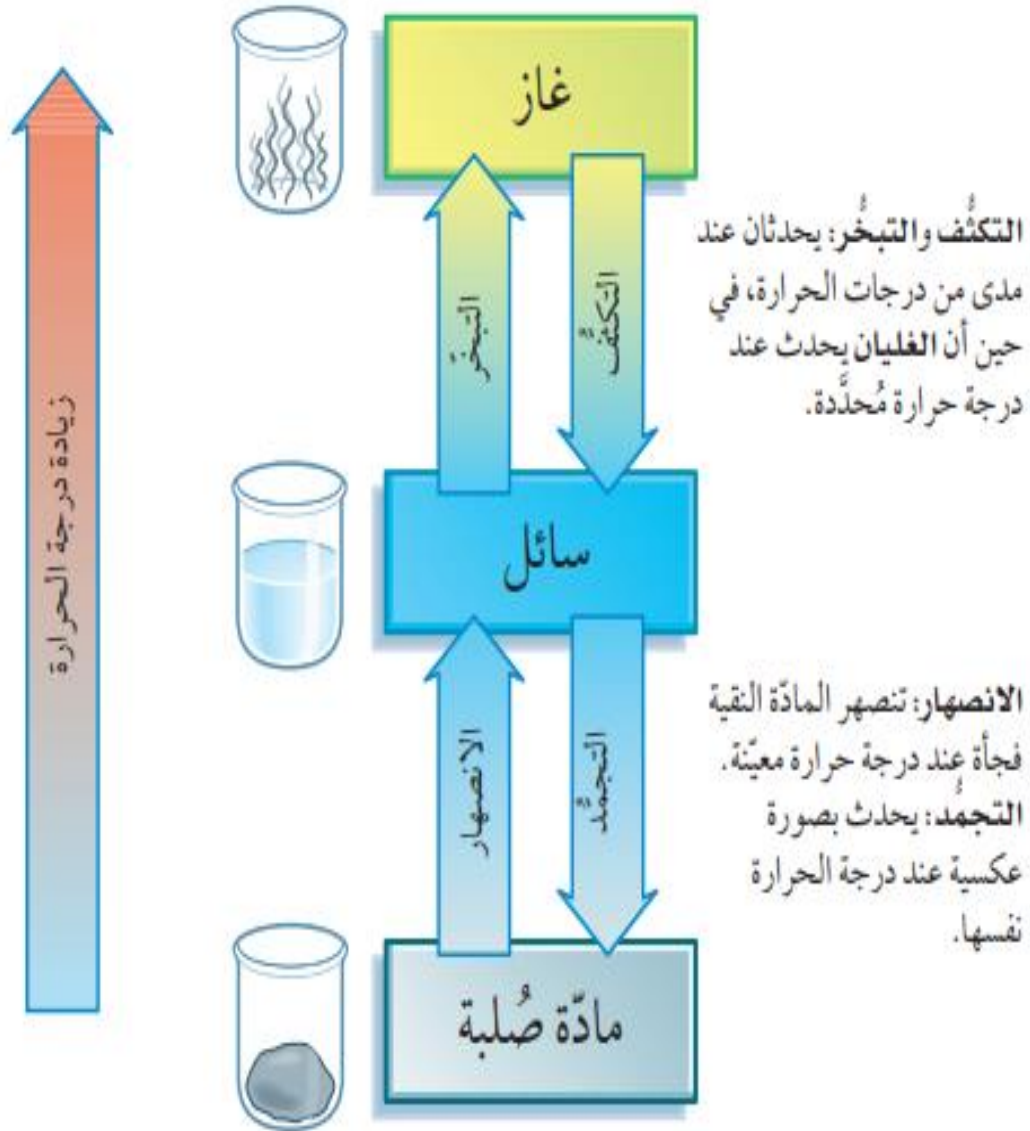 غاز
التبخّر
التكثُّف
التكثُّف والتبخُّر: يحدثان عند
مدى من درجات الحرارة، في
حين أن الغليان يحدث عند
درجة حرارة مُحدَّدة.
زيادة درجة الحرارة
سائل
الانصهار
التجمُّد
الانصهار: تنصهر المادّة النقية
فجأة عند درجة حرارة معيّنة.
التجمُّد: يحدث بصورة
عكسية عند درجة الحرارة
نفسها.
مادّة صُلبة